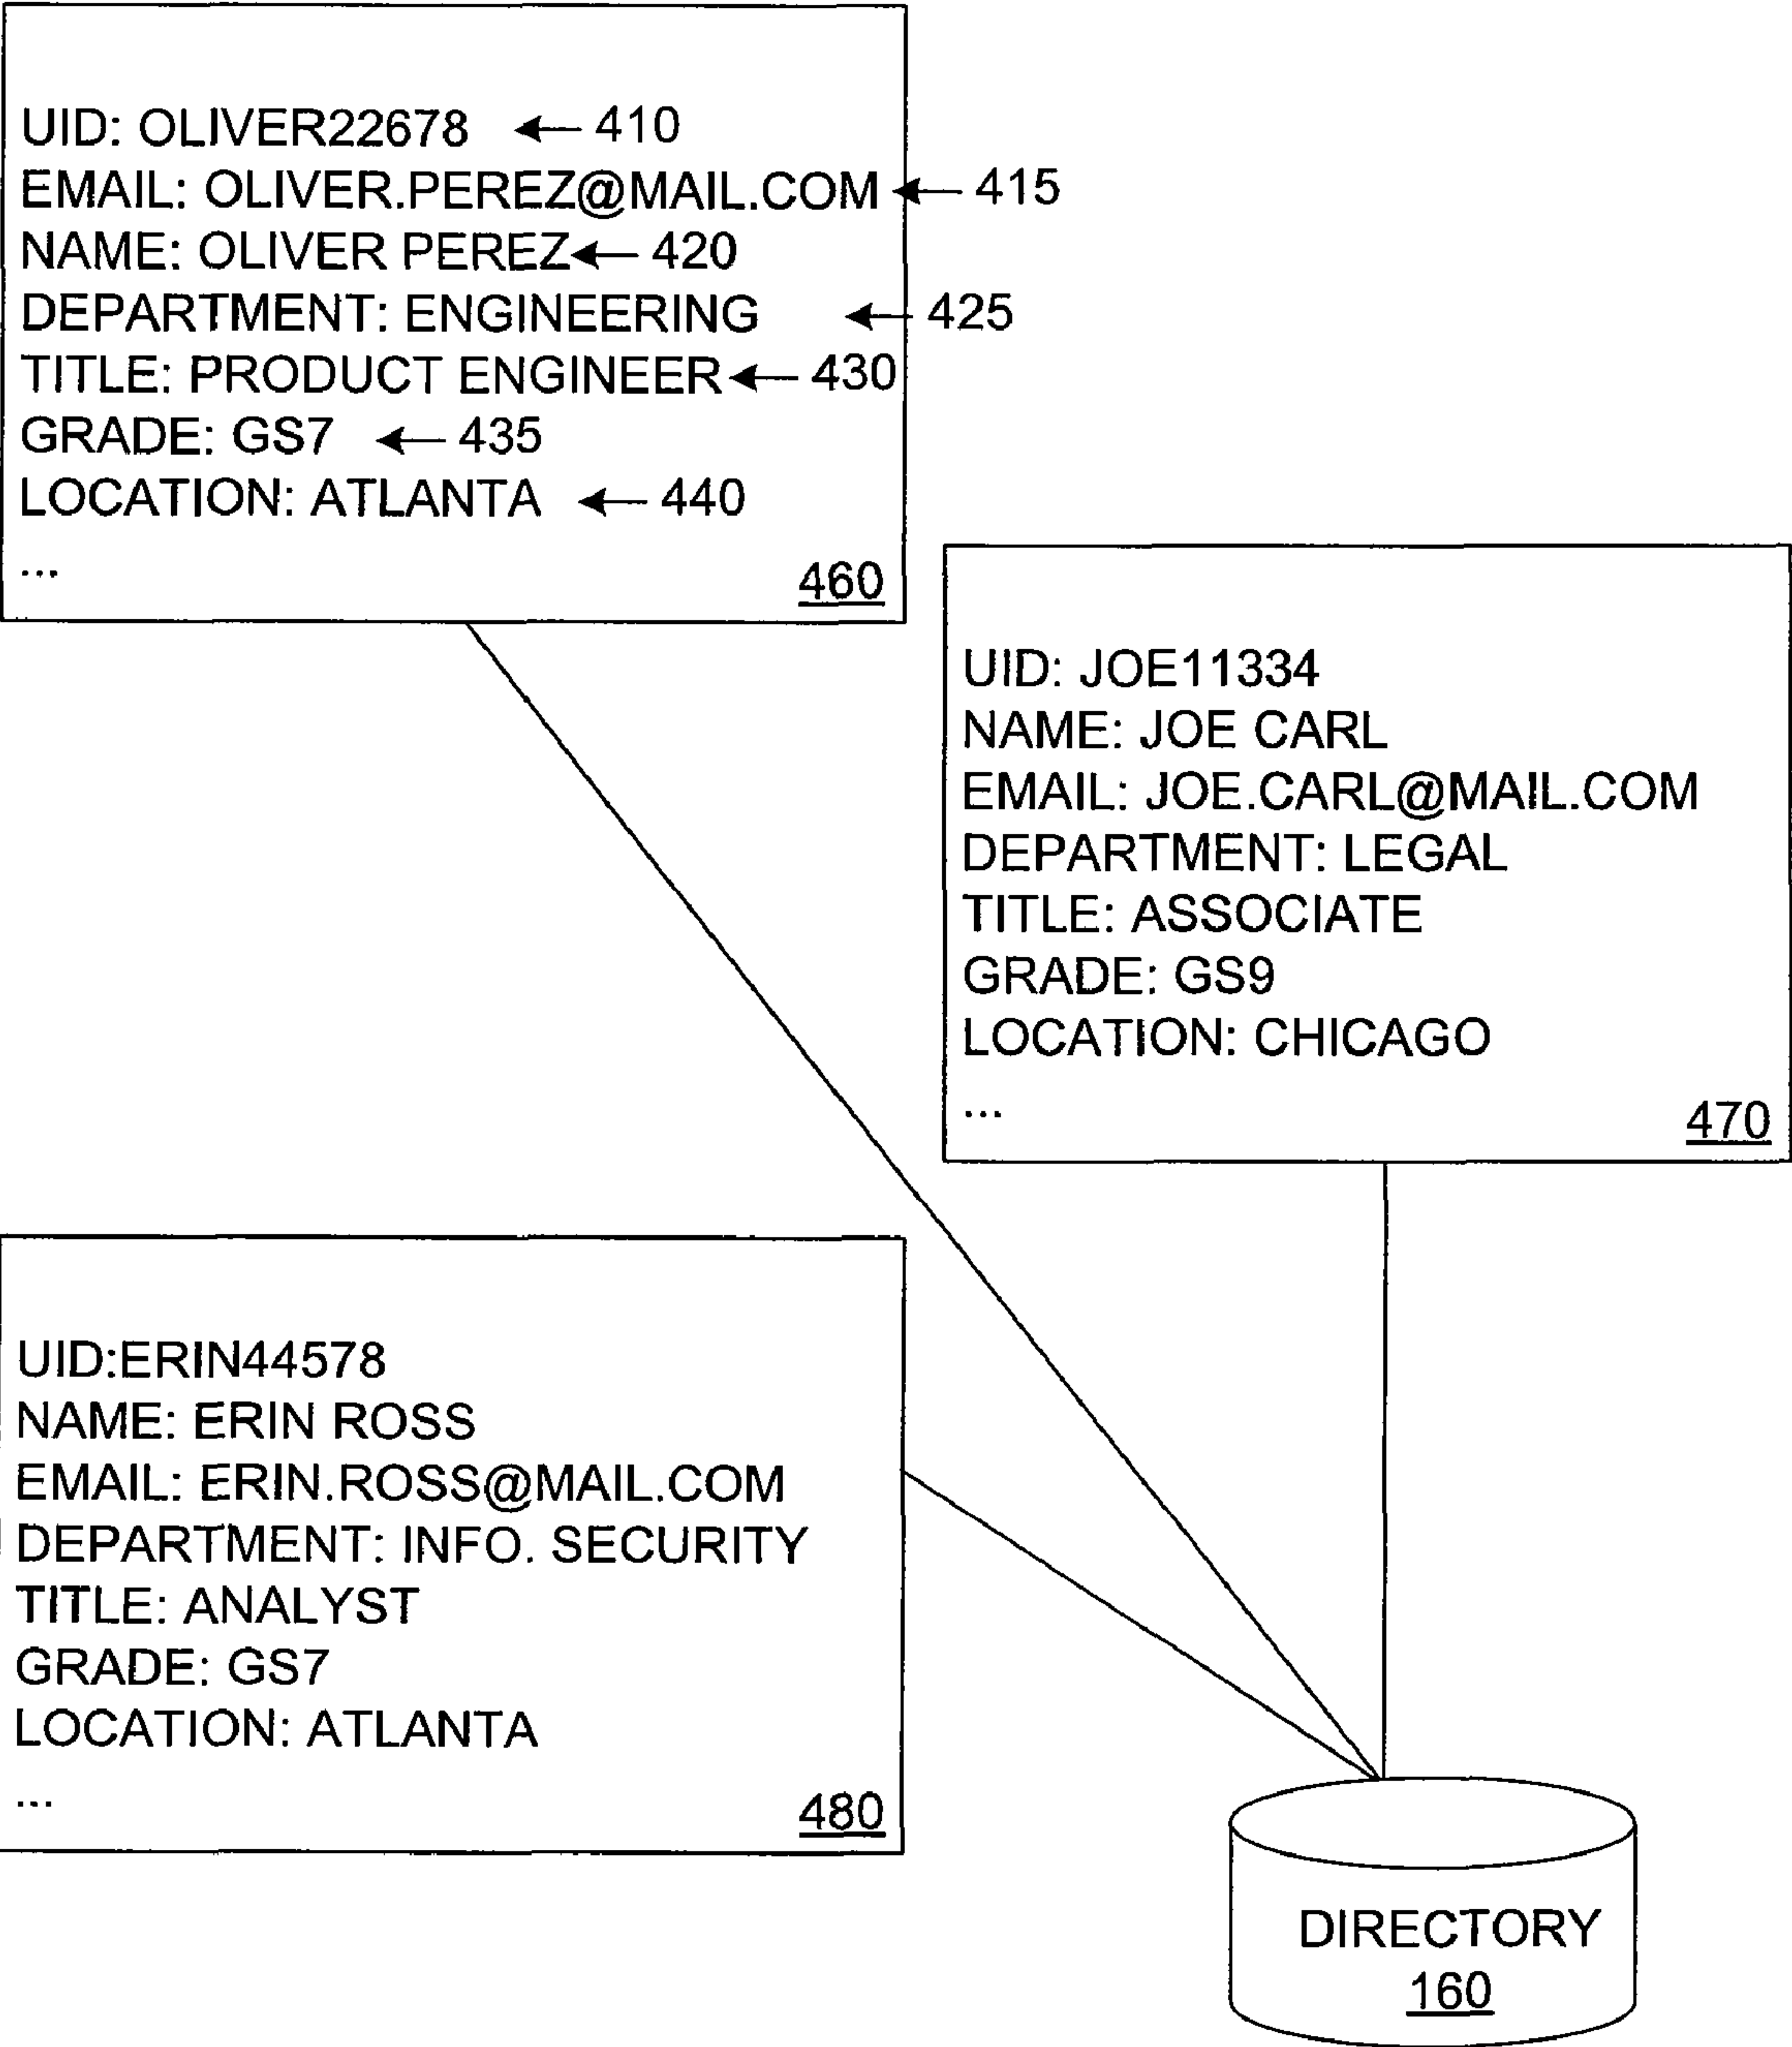 UID: OLIVER22678 410
EMAIL: OLIVER.PEREZ@MAIL.COM 415
NAME: OLIVER PEREZ 420
DEPARTMENT: ENGINEERING 425
TITLE: PRODUCT ENGINEER 430
GRADE: GS7 435
LOCATION: ATLANTA 440
...
460
UID: JOE11334
NAME: JOE CARL
EMAIL: JOE.CARL@MAIL.COM
DEPARTMENT: LEGAL
TITLE: ASSOCIATE
GRADE: GS9
LOCATION: CHICAGO
...
470
UID:ERIN44578
NAME: ERIN ROSS
EMAIL: ERIN.ROSS@MAIL.COM
DEPARTMENT: INFO. SECURITY
TITLE: ANALYST
GRADE: GS7
LOCATION: ATLANTA
...
480
DIRECTORY
160